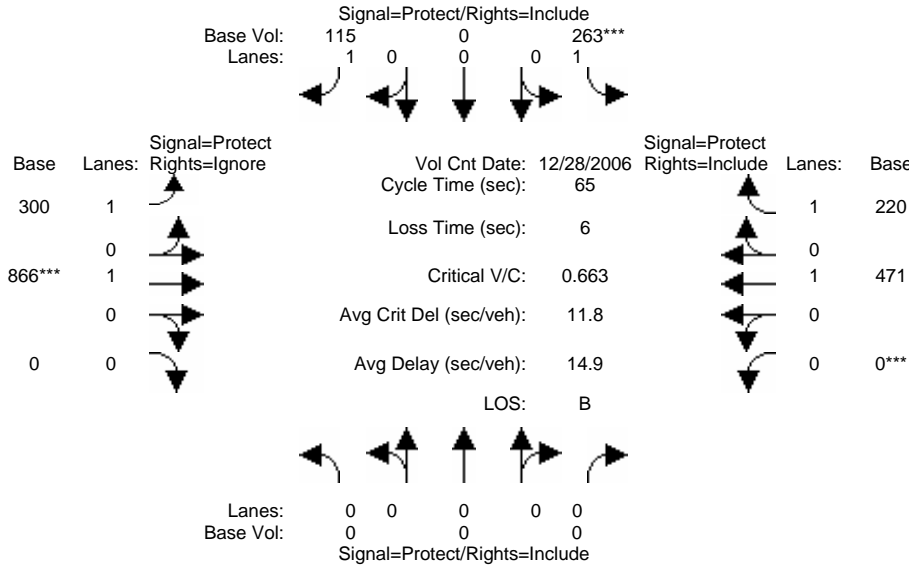 Signal=Protect/Rights=Include
Base Vol: 115 0 263***
Lanes: 1 0 0 0 1
Signal=Protect Signal=Protect
Base Lanes: Rights=Ignore Vol Cnt Date: 12/28/2006 Rights=Include Lanes: Base
Cycle Time (sec): 65
300 1 1 220
Loss Time (sec): 6
0 0
866*** 1 Critical V/C: 0.663 1 471
0 Avg Crit Del (sec/veh): 11.8 0
0 0 Avg Delay (sec/veh): 14.9 0 0***
LOS: B
Lanes: 0 0 0 0 0
Base Vol: 0 0 0
Signal=Protect/Rights=Include